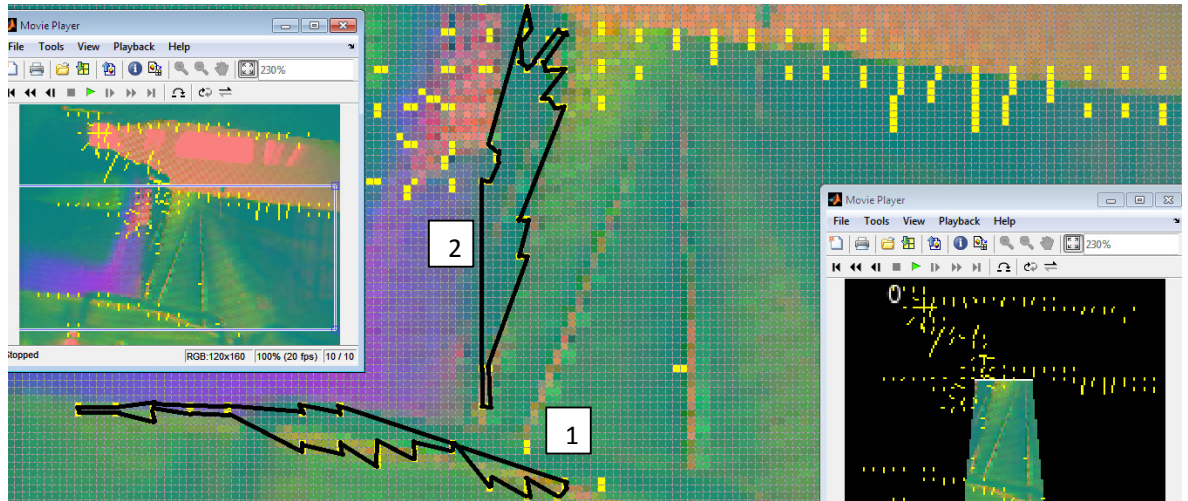 Movie Player
File Tools View Playback Help
230%
Stopped
RGB:120x160 100% (20 fps) 10 / 10
2
1
Movie Player
File Tools View Playback Help
230%
0